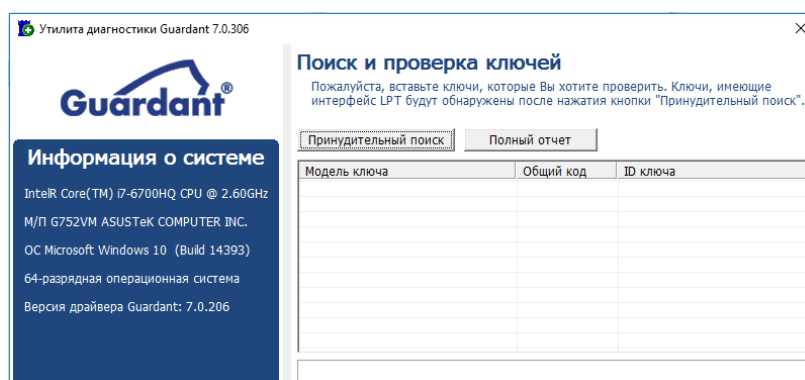 Утилита диагностики Guardant 7.0.306
Guardant®
Информация о системе
IntelR Core(TM) i7-6700HQ CPU @ 2.60GHz
М/П G752VM ASUSTeK COMPUTER INC.
ОС Microsoft Windows 10 (Build 14393)
64-разрядная операционная система
Версия драйвера Guardant: 7.0.206
Поиск и проверка ключей
Пожалуйста, вставьте ключи, которые Вы хотите проверить. Ключи, имеющие
интерфейс LPT будут обнаружены после нажатия кнопки "Принудительный поиск".
Принудительный поиск Полный отчет
Модель ключа Общий код ID ключа